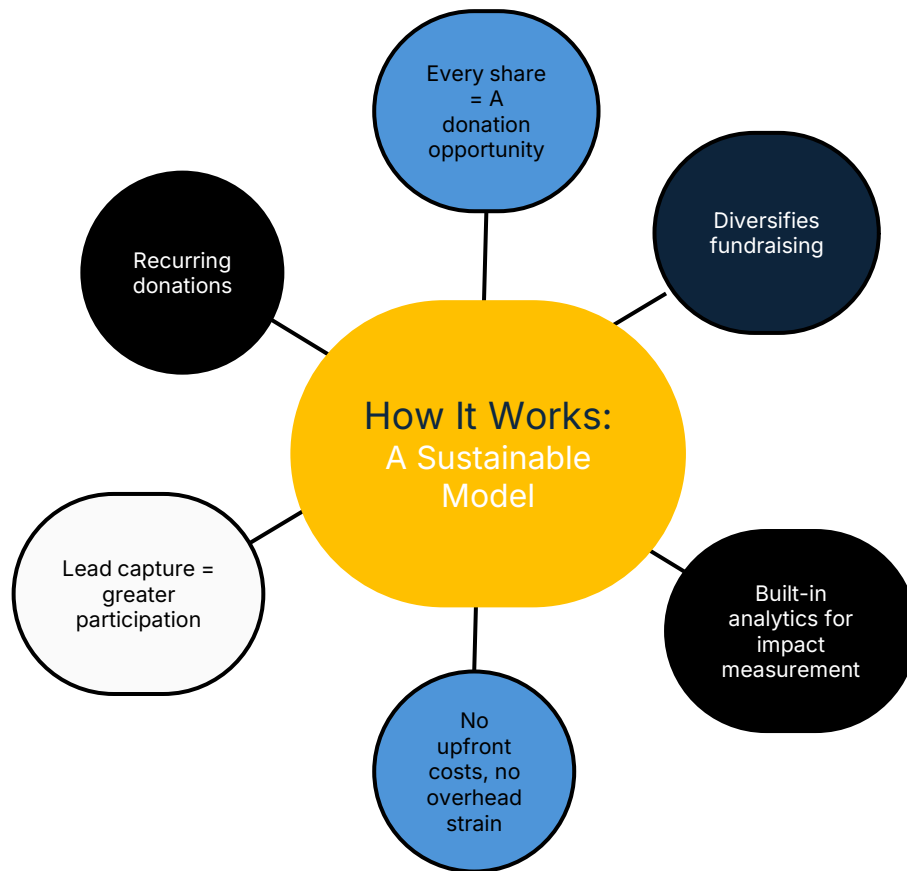 Every share
= A
donation
opportunity
Diversifies
fundraising
Recurring
donations
How It Works:
A Sustainable
Model
Lead capture =
greater
participation
Built-in
analytics for
impact
measurement
No
upfront
costs, no
overhead
strain